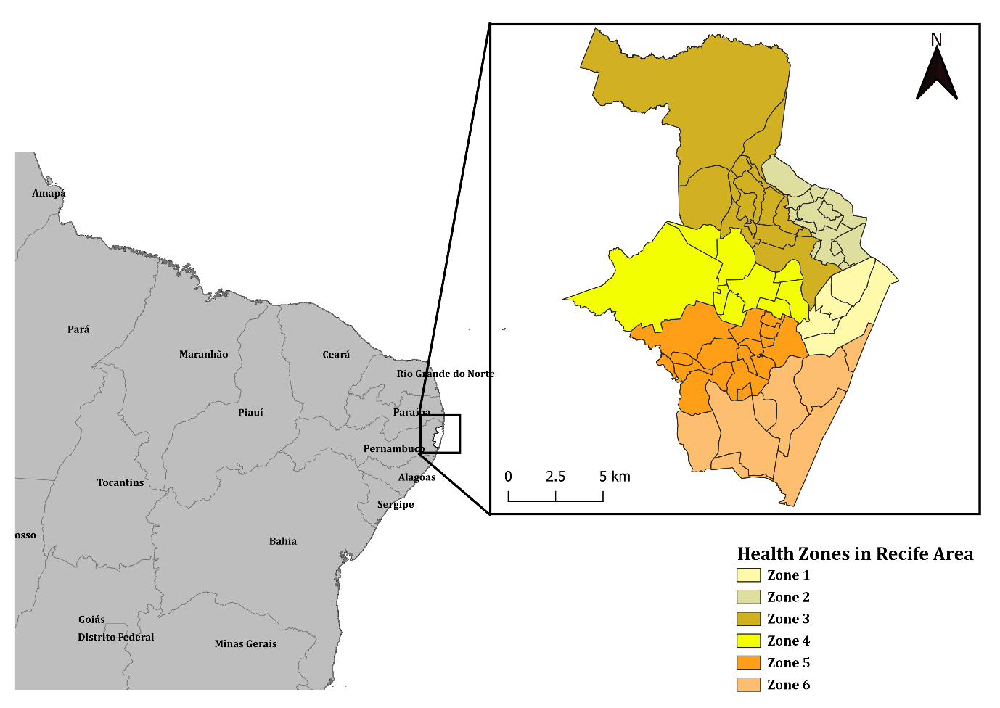 N
Amapá
Pará
Maranhão
Ceará
Rio Grande do Norte
Piauí
Paraíba
Pernambuco
Alagoas
Tocantins
Sergipe
osso
Bahia
Goiás
Distrito Federal
Minas Gerais
0 2.5 5 km
Health Zones in Recife Area
Zone 1
Zone 2
Zone 3
Zone 4
Zone 5
Zone 6